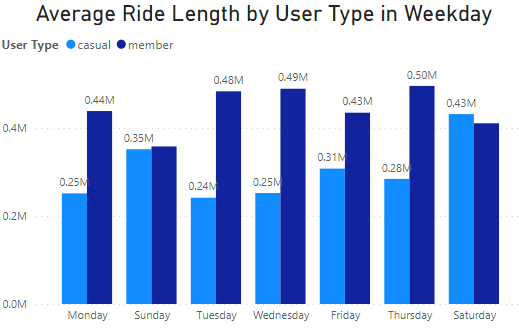 Average Ride Length by User Type in Weekday
User Type casual member
0.50M
0.49M
0.48M
0.44M
0.43M
0.43M
0.35M
0.31M
0.28M
0.25M
0.24M
0.25M
0.4M
0.2M
0.0M
Monday Sunday Tuesday Wednesday Friday Thursday Saturday